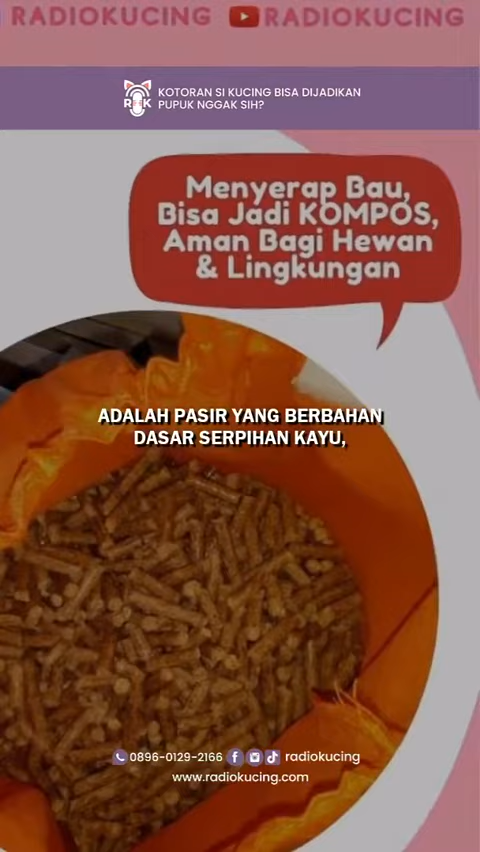 RADIOKUCING RADIOKUCING
RK KOTORAN SI KUCING BISA DIJADIKAN
PUPUK NGGAK SIH?
Menyerap Bau,
Bisa Jadi KOMPOS,
Aman Bagi Hewan
& Lingkungan
ADALAH PASIR YANG BERBAHAN
DASAR SERPIHAN KAYU,
0896-0129-2166 radiokucing
www.radiokucing.com